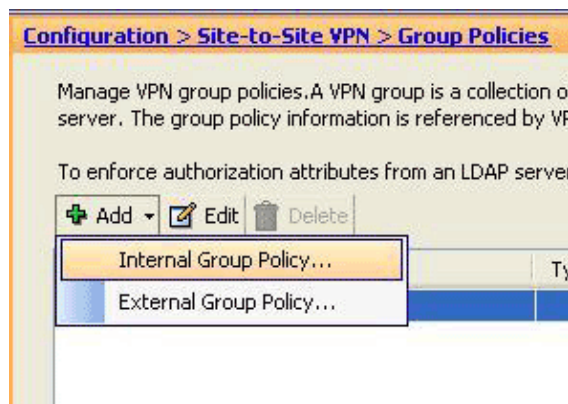 Configuration > Site-to-Site VPN > Group Policies
Manage VPN group policies.A VPN group is a collection o
server. The group policy information is referenced by VP
To enforce authorization attributes from an LDAP server
Add Edit Delete
Internal Group Policy... Ty
External Group Policy...